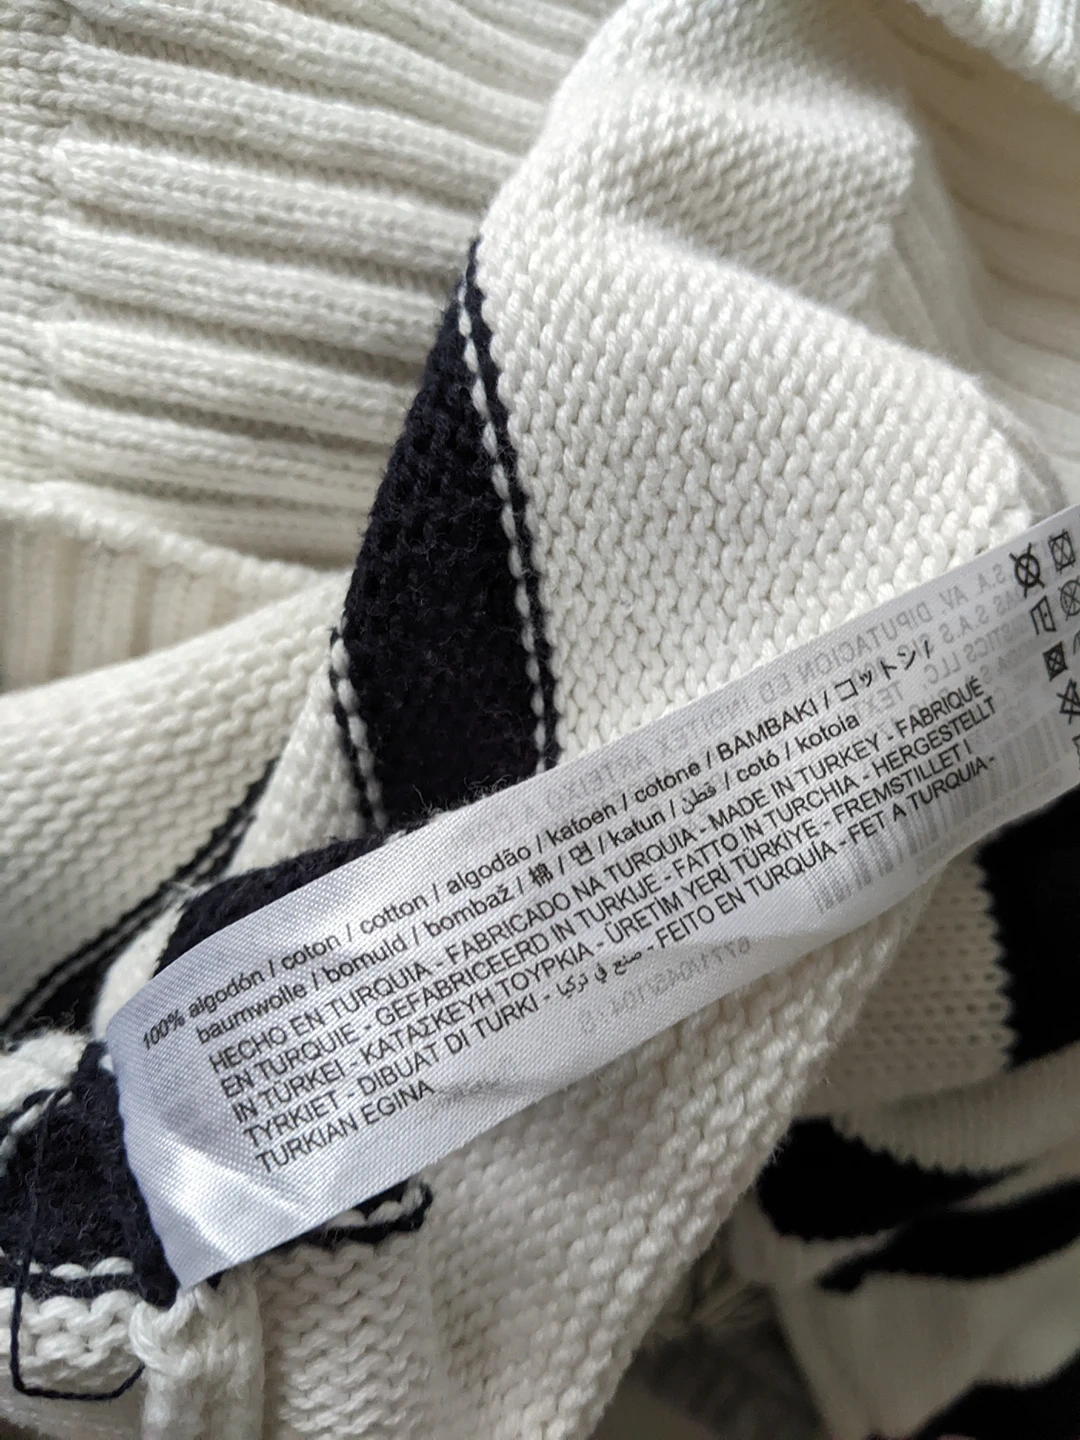 100% algodón / coton / cotton / algodão / katoen / cotone / BAMBAKI / コットン /
baumwolle / bomuld / bombaž / 棉 / 면 / katun / قطن / cotó / kotoia
HECHO EN TURQUIA - FABRICADO NA TURQUIA - MADE IN TURKEY - FABRIQUÉ
EN TURQUIE - GEFABRICEERD IN TURKIJE - FATTO IN TURCHIA - HERGESTELLT
IN TÜRKEI - ΚΑΤΑΣΚΕΥΗ ΤΟΥΡΚΙΑ - ÜRETİM YERİ TÜRKİYE - FREMSTILLET I
TYRKIET - DIBUAT DI TURKI - صنع في تركي - FEITO EN TURQUÍA - FET A TURQUIA-
TURKIAN EGINA